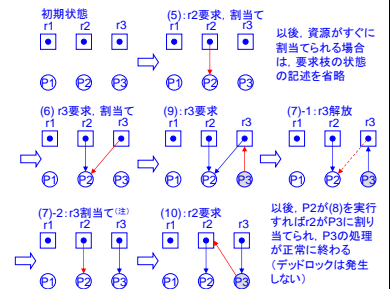 初期状態
r1 r2 r3
P1 P2 P3
(5):r2要求, 割当て
r1 r2 r3
P1 P2 P3
以後, 資源がすぐに
割当てられる場合
は, 要求枝の状態
の記述を省略
(6) r3要求, 割当て
r1 r2 r3
P1 P2 P3
(9):r3要求
r1 r2 r3
P1 P2 P3
(7)-1:r3解放
r1 r2 r3
P1 P2 P3
(7)-2:r3割当て(注)
r1 r2 r3
P1 P2 P3
(10):r2要求
r1 r2 r3
P1 P2 P3
以後, P2が(8)を実行
すればr2がP3に割り
当てられ, P3の処理
が正常に終わる
(デッドロックは発生
しない)